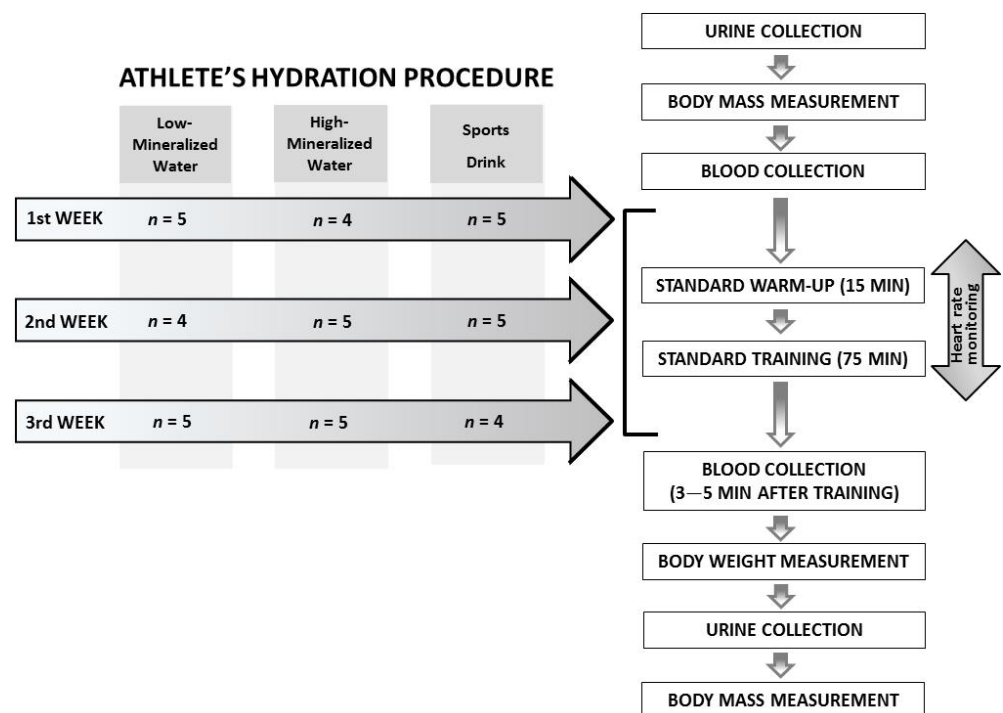 ATHLETE'S HYDRATION PROCEDURE
Low-
Mineralized
Water
High-
Mineralized
Water
Sports
Drink
1st WEEK n = 5 n = 4 n = 5
2nd WEEK n = 4 n = 5 n = 5
3rd WEEK n = 5 n = 5 n = 4
URINE COLLECTION
BODY MASS MEASUREMENT
BLOOD COLLECTION
STANDARD WARM-UP (15 MIN)
STANDARD TRAINING (75 MIN)
Heart rate
monitoring
BLOOD COLLECTION
(3—5 MIN AFTER TRAINING)
BODY WEIGHT MEASUREMENT
URINE COLLECTION
BODY MASS MEASUREMENT